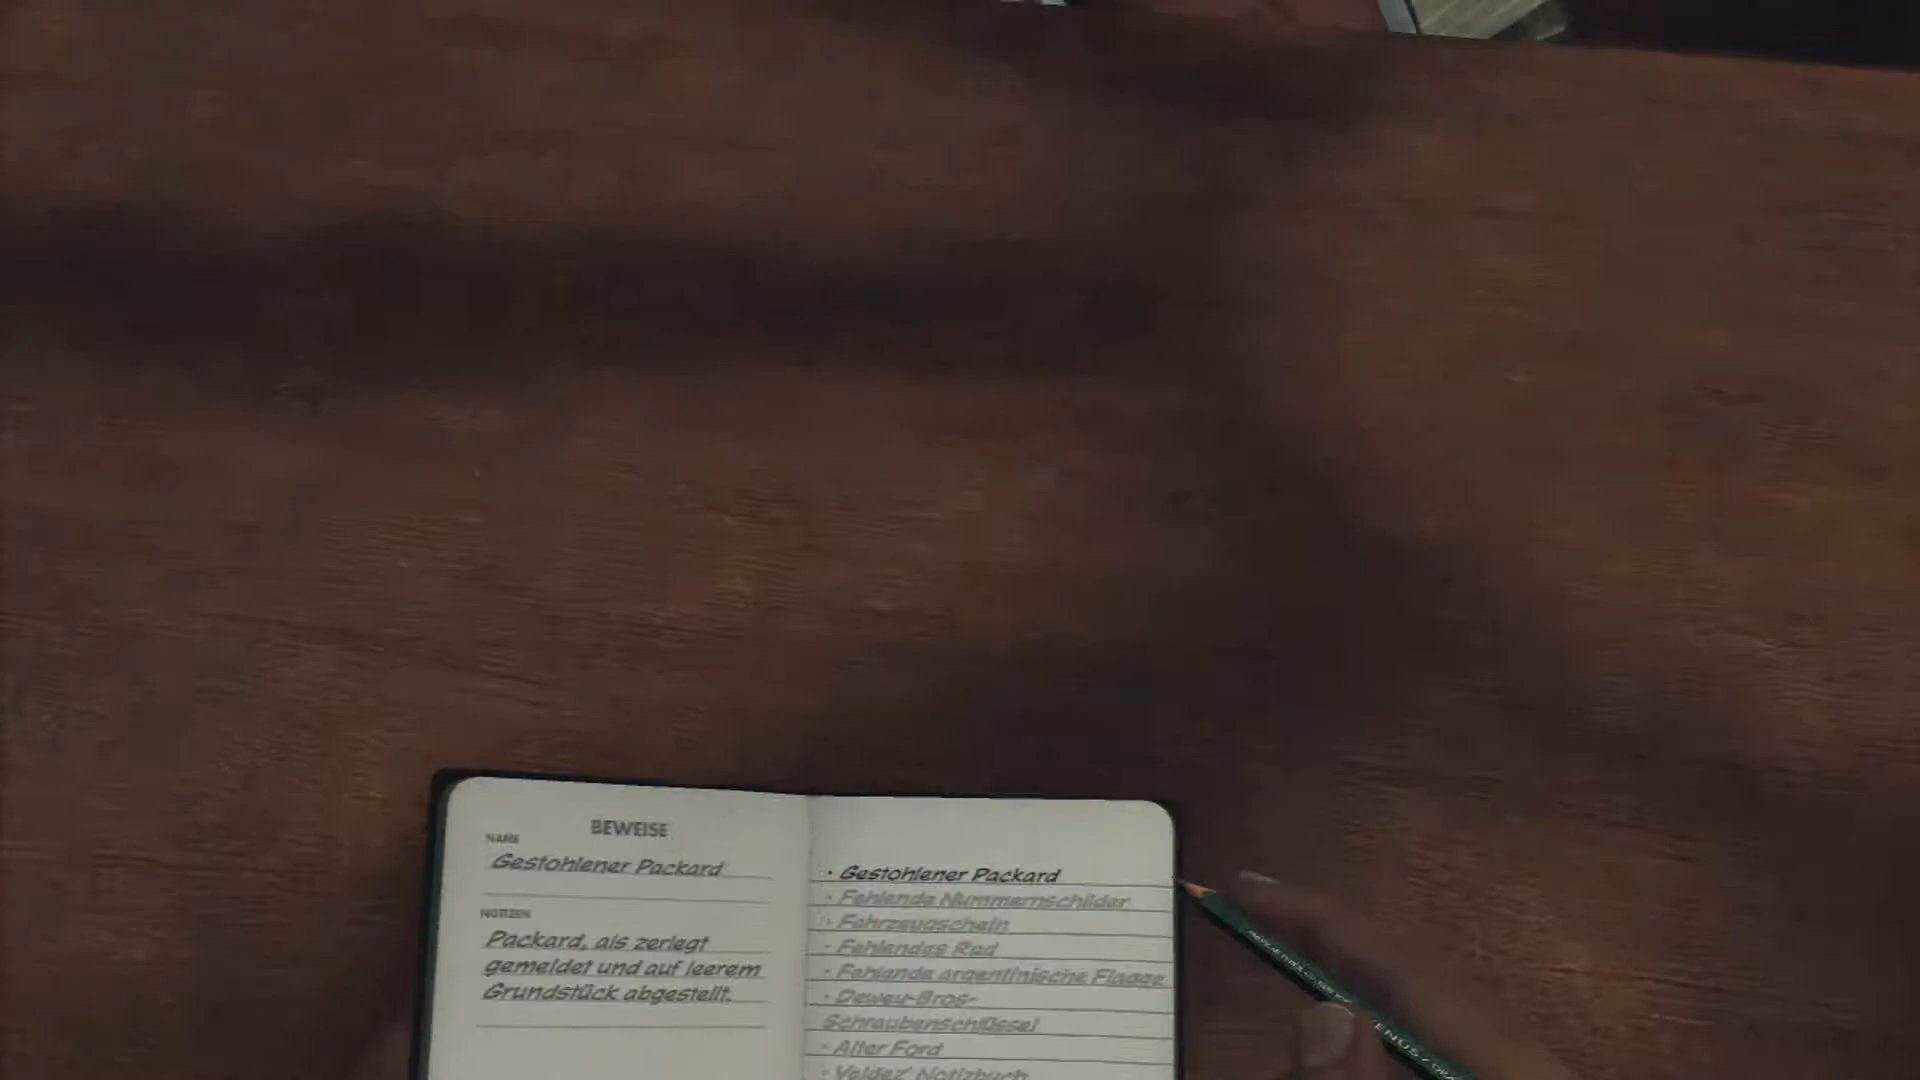 BEWEISE
NAME
Gestohlener Packard
NOTIZEN
Packard, als zerlegt
gemeldet und auf leerem
Grundstück abgestellt.
· Gestohlener Packard
· Fehlende Nummernschilder
· Fahrzeugschein
· Fehlendes Rad
· Fehlende argentinische Flagge
· Dewey-Bros-
Schraubenschlüssel
· Alter Ford
· Valdez' Notizbuch